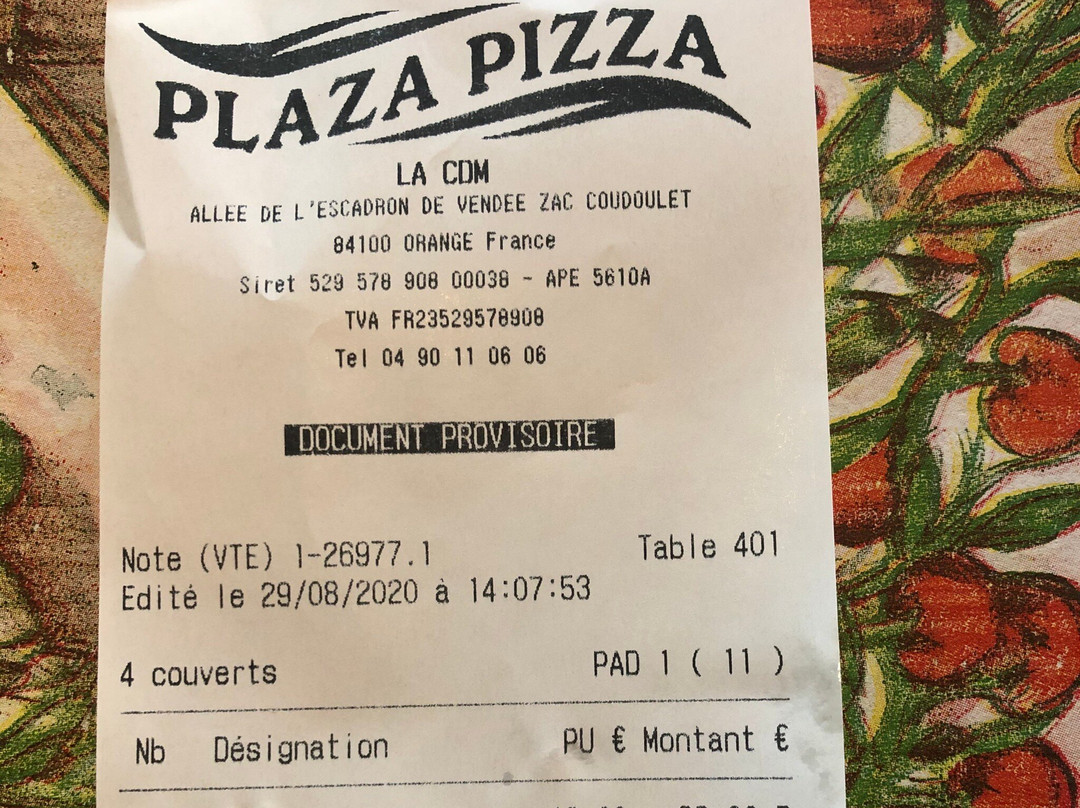 PLAZA PIZZA
LA CDM
ALLEE DE L'ESCADRON DE VENDEE ZAC COUDOULET
84100 ORANGE France
Siret 529 578 908 00038 - APE 5610A
TVA FR23529578908
Tel 04 90 11 06 06
DOCUMENT PROVISOIRE
Note (VTE) 1-26977.1 Table 401
Edité le 29/08/2020 à 14:07:53
4 couverts PAD 1 ( 11 )
Nb Désignation PU € Montant €